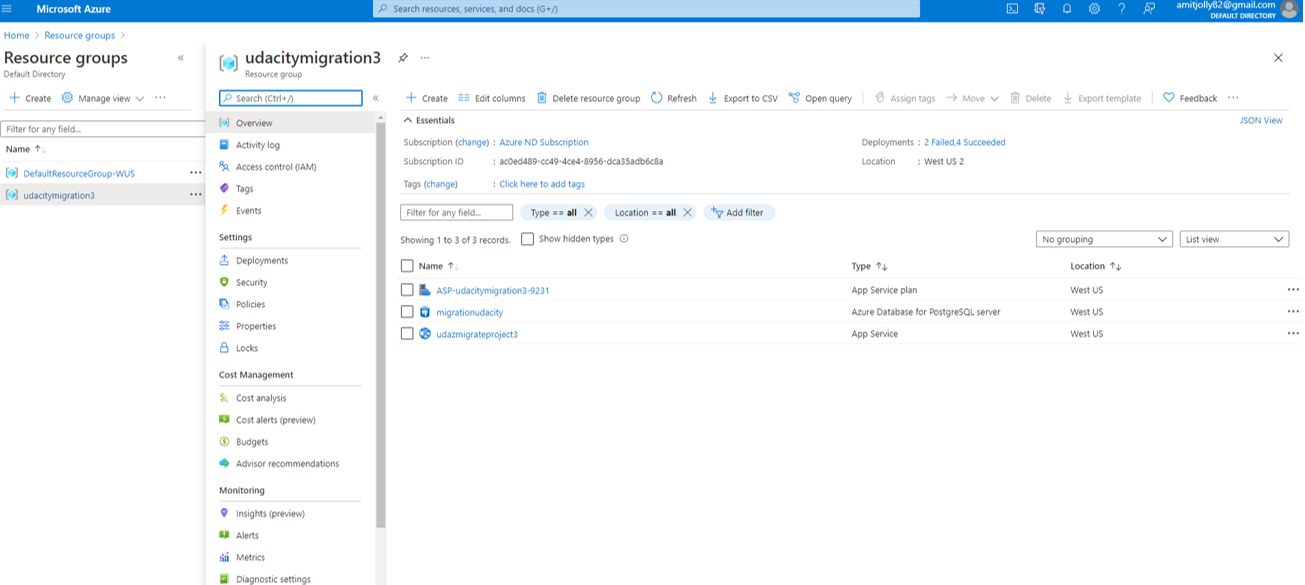 Microsoft Azure
Search resources, services, and docs (G+/)
amitjolly82@gmail.com
DEFAULT DIRECTORY
Home > Resource groups >
Resource groups
Default Directory
+ Create Manage view ...
Filter for any field...
Name ↑↓
DefaultResourceGroup-WUS ...
udacitymigration3 ...
udacitymigration3 ...
Resource group
Search (Ctrl+/)
Overview
Activity log
Access control (IAM)
Tags
Events
Settings
Deployments
Security
Policies
Properties
Locks
Cost Management
Cost analysis
Cost alerts (preview)
Budgets
Advisor recommendations
Monitoring
Insights (preview)
Alerts
Metrics
Diagnostic settings
+ Create Edit columns Delete resource group Refresh Export to CSV Open query Assign tags Move Delete Export template Feedback ...
Essentials JSON View
Subscription (change) : Azure ND Subscription Deployments : 2 Failed,4 Succeeded
Subscription ID : ac0ed489-cc49-4ce4-8956-dca35adb6c8a Location : West US 2
Tags (change) : Click here to add tags
Filter for any field... Type == all Location == all Add filter
Showing 1 to 3 of 3 records. Show hidden types No grouping List view
Name ↑↓ Type ↑↓ Location ↑↓
ASP-udacitymigration3-9231 App Service plan West US ...
migrationudacity Azure Database for PostgreSQL server West US ...
udazmigrateproject3 App Service West US ...